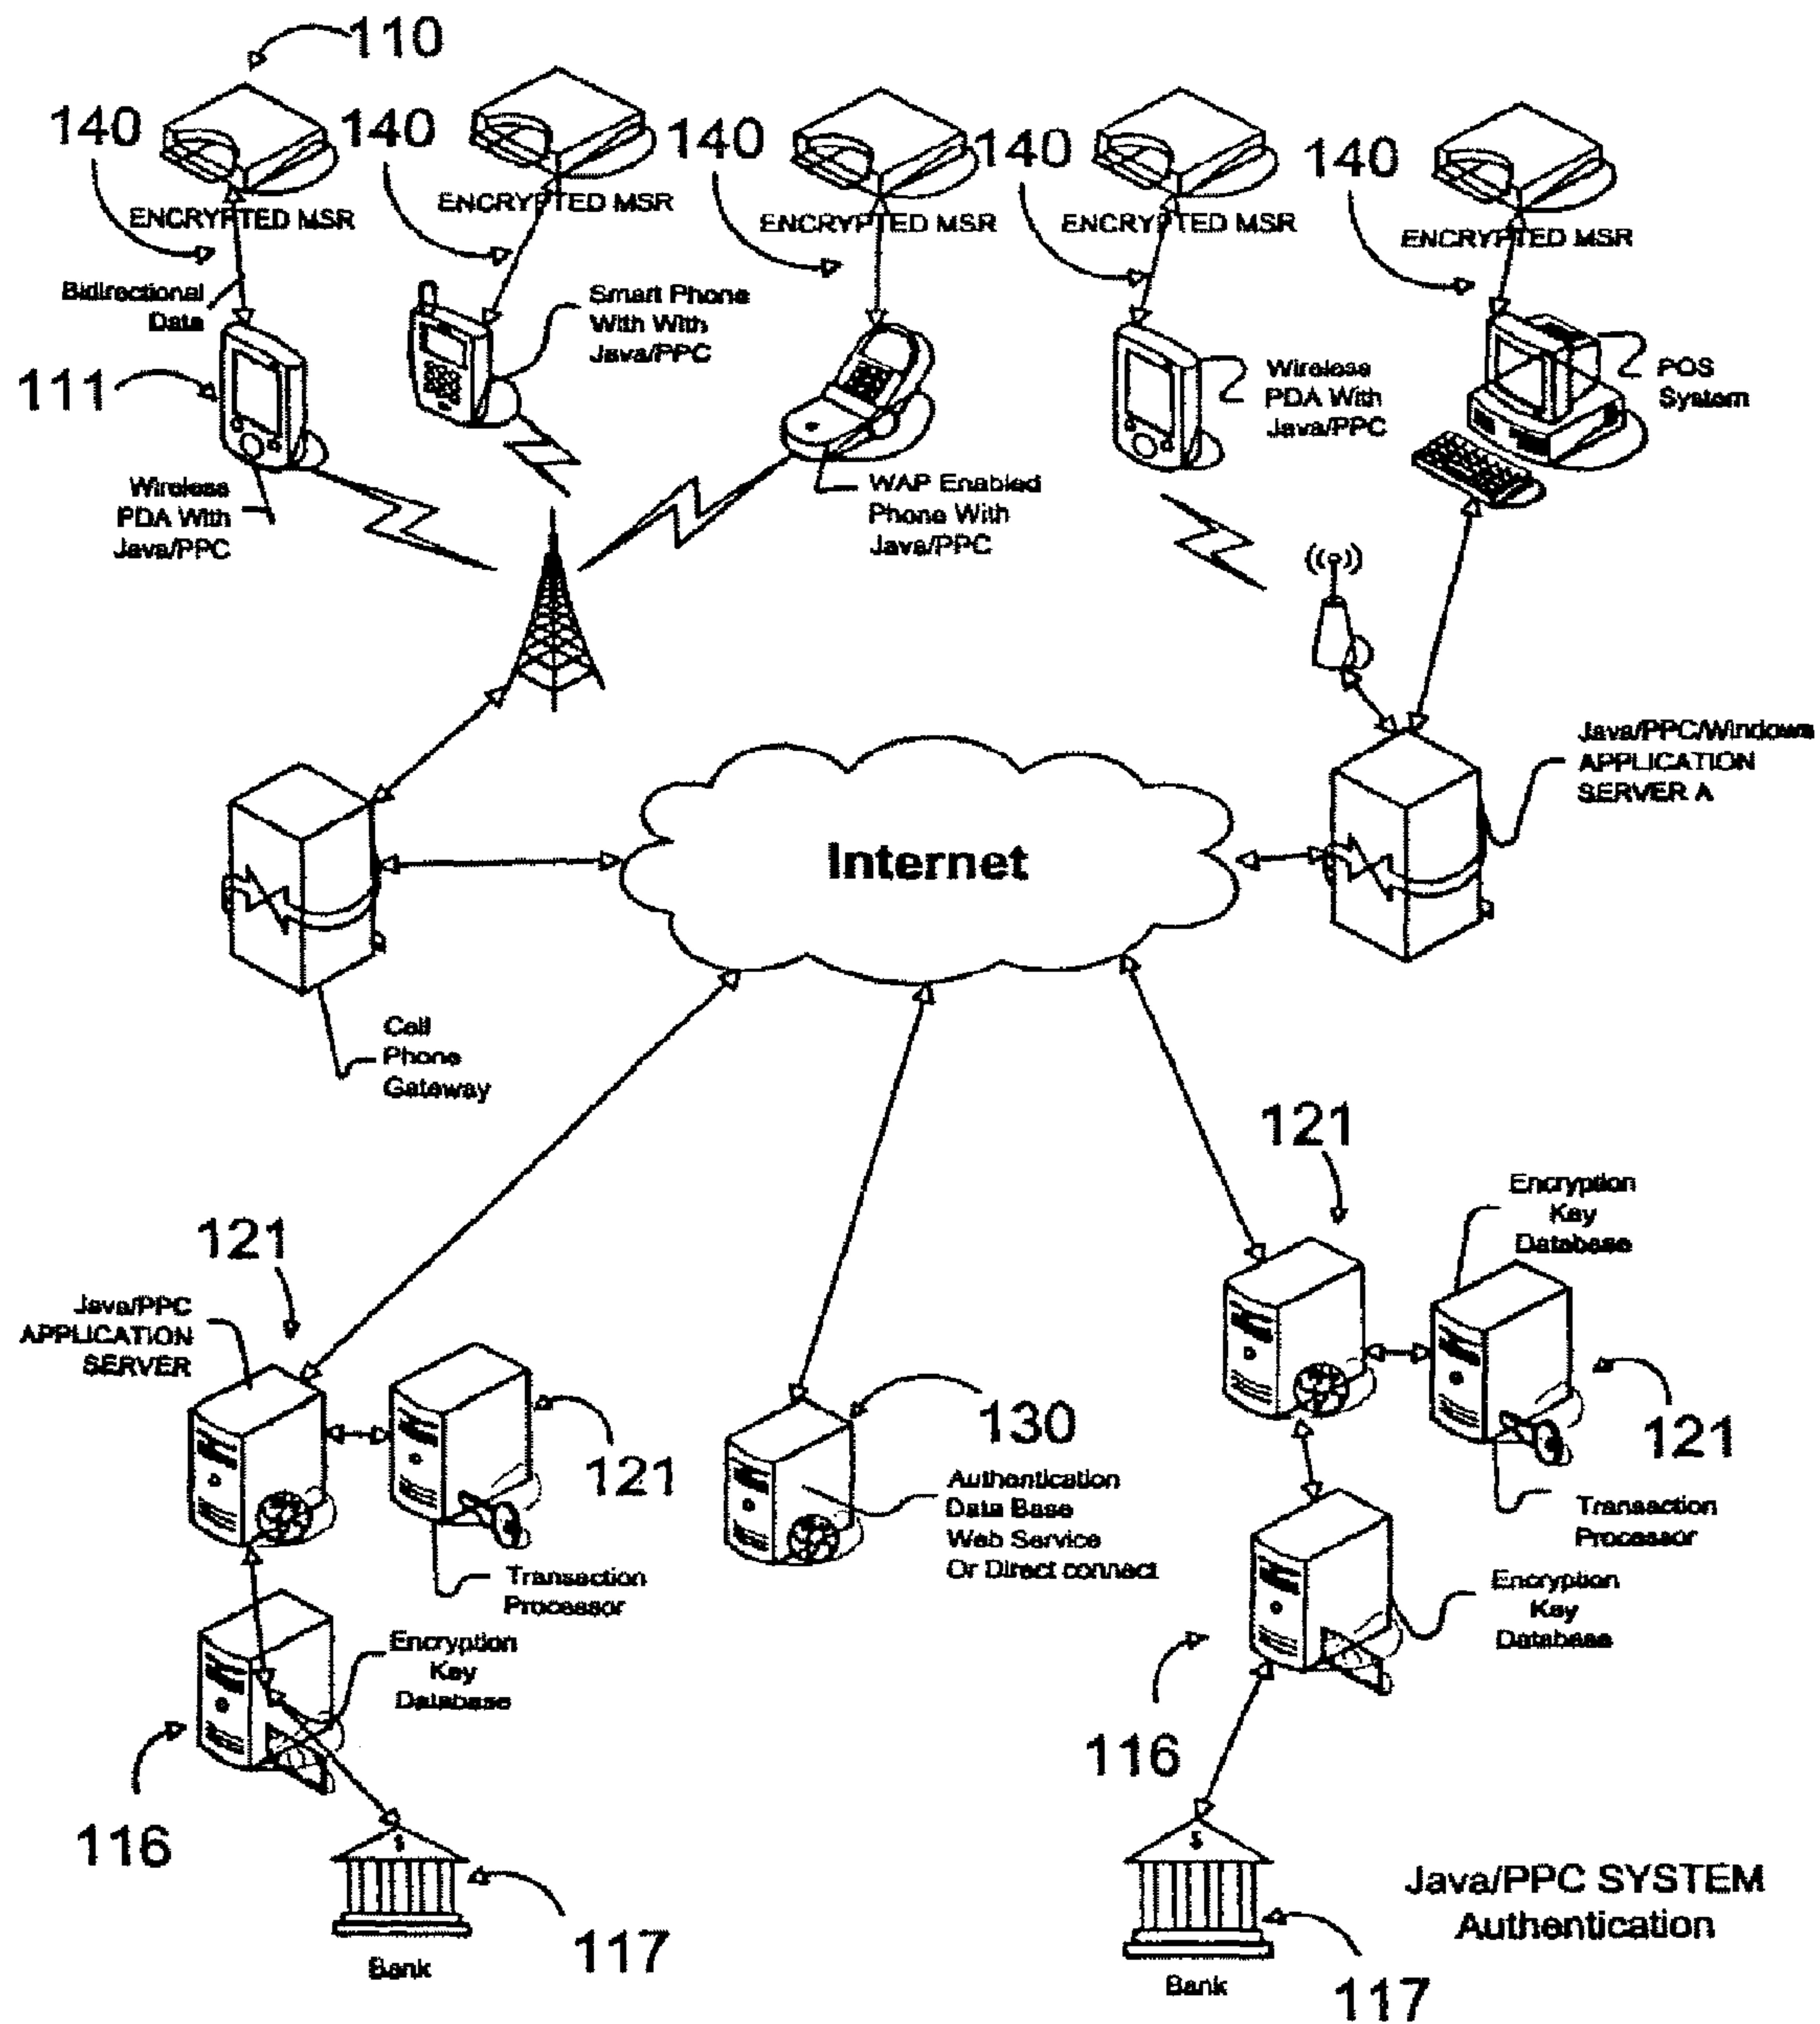 110
140
140
140
140
140
ENCRYPTED MSR
ENCRYPTED MSR
ENCRYPTED MSR
ENCRYPTED MSR
ENCRYPTED MSR
Bidirectional
Data
Smart Phone
With With
Java/PPC
111
Wireless
PDA With
Java/PPC
POS
System
Wireless
PDA With
Java/PPC
WAP Enabled
Phone With
Java/PPC
Java/PPC/Windows
APPLICATION
SERVER A
Internet
Cell
Phone
Gateway
121
Encryption
Key
Database
121
Java/PPC
APPLICATION
SERVER
121
130
121
Authentication
Data Base
Web Service
Or Direct connect
Transaction
Processor
Transaction
Processor
Encryption
Key
Database
Encryption
Key
Database
116
116
$
$
117
Bank
Java/PPC SYSTEM
Authentication
Bank
117